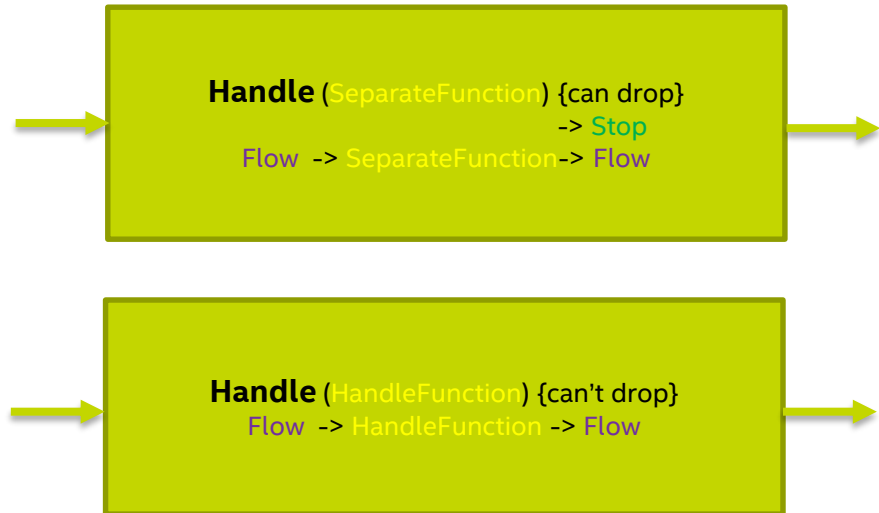 Handle (SeparateFunction) {can drop}
-> Stop
Flow -> SeparateFunction-> Flow
Handle (HandleFunction) {can't drop}
Flow -> HandleFunction -> Flow